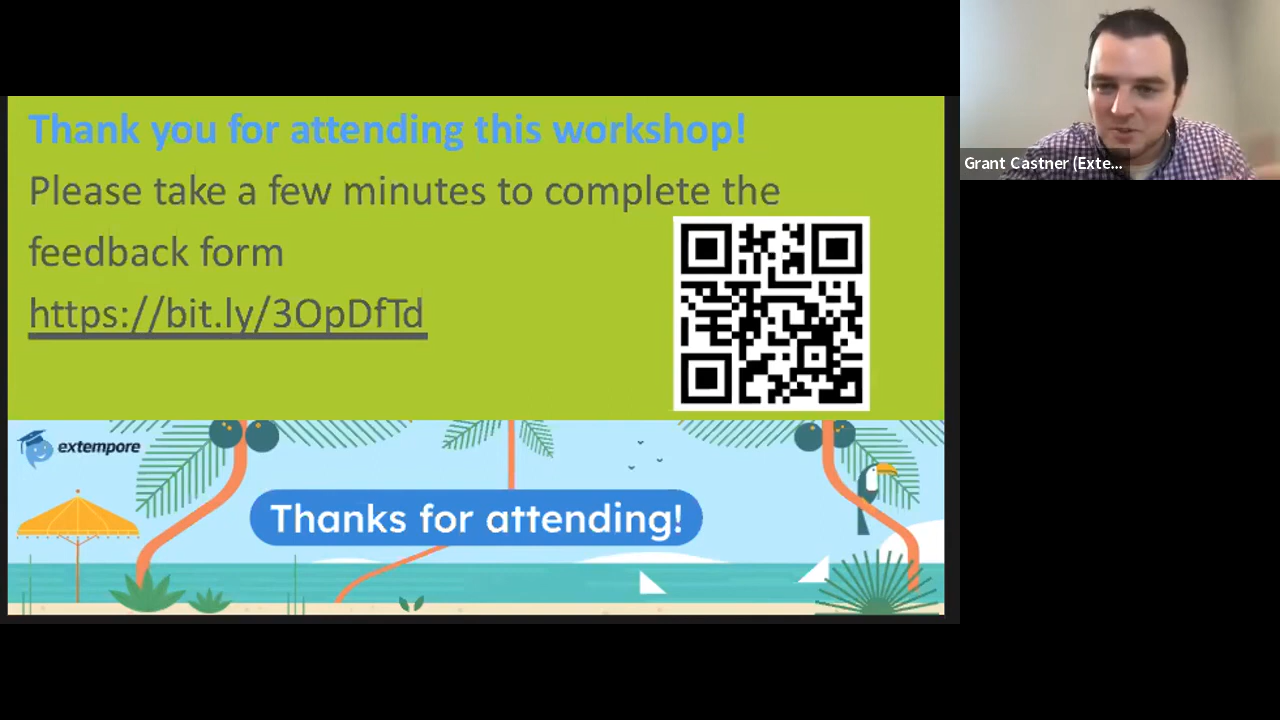 Thank you for attending this workshop!
Please take a few minutes to complete the
feedback form
https://bit.ly/3OpDfTd
extempore
Thanks for attending!
Grant Castner (Exte...